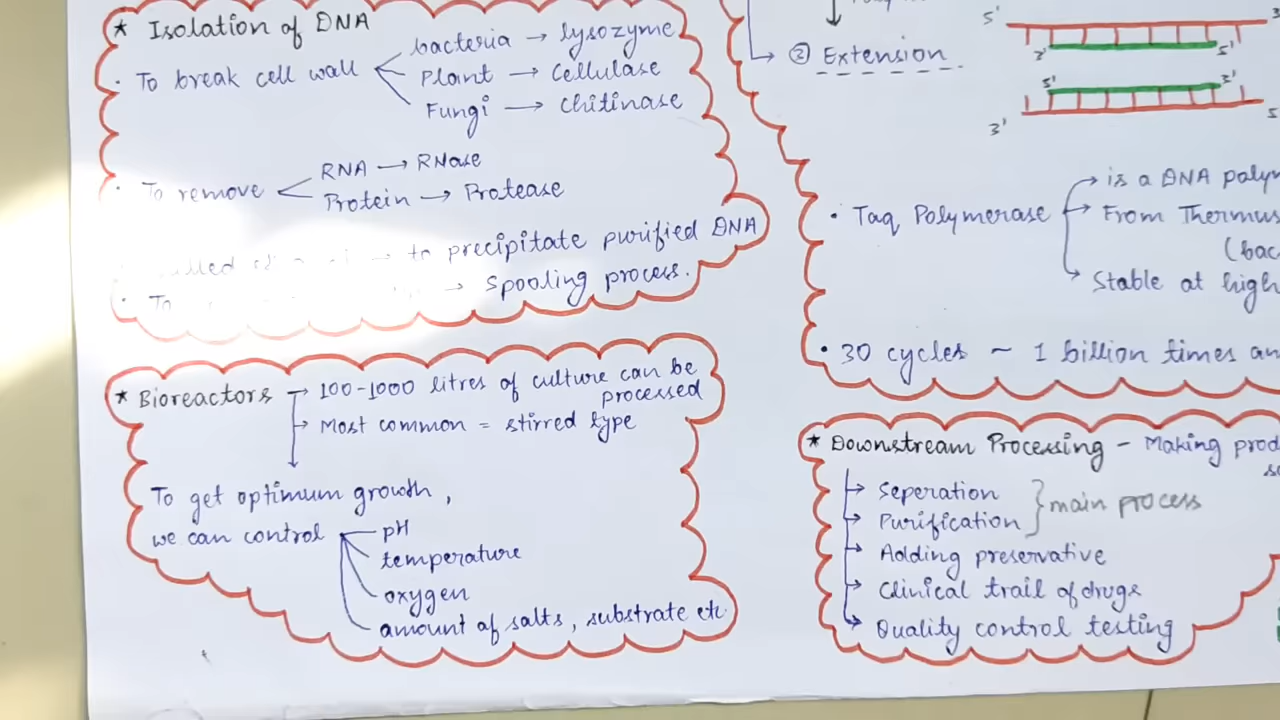 * Isolation of DNA
· To break cell wall
bacteria → lysozyme
Plant → Cellulase
Fungi → Chitinase
· To remove
RNA → RNase
Protein → Protease
→ to precipitate purified DNA
· To → Spooling process.
* Bioreactors → 100-1000 litres of culture can be processed
→ Most common = stirred type
To get optimum growth,
we can control
pH
temperature
oxygen
amount of salts, substrate etc
② Extension
5'
3' 5'
5' 3'
3'
· Taq Polymerase
→ is a DNA
→ From Thermus
→ Stable at high
· 30 cycles ~ 1 billion times
* Downstream Processing - Making
→ Seperation
→ Purification
} main process
→ Adding preservative
→ Clinical trail of drugs
→ Quality control testing